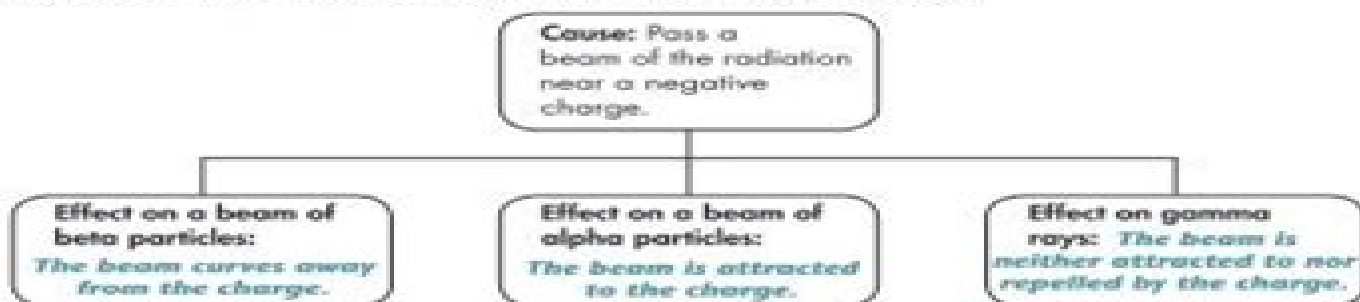 Cause: Pass a
beam of the radiation
near a negative
charge.
Effect on a beam of
beta particles:
The beam curves away
from the charge.
Effect on a beam of
alpha particles:
The beam is attracted
to the charge.
Effect on gamma
rays: The beam is
neither attracted to nor
repelled by the charge.